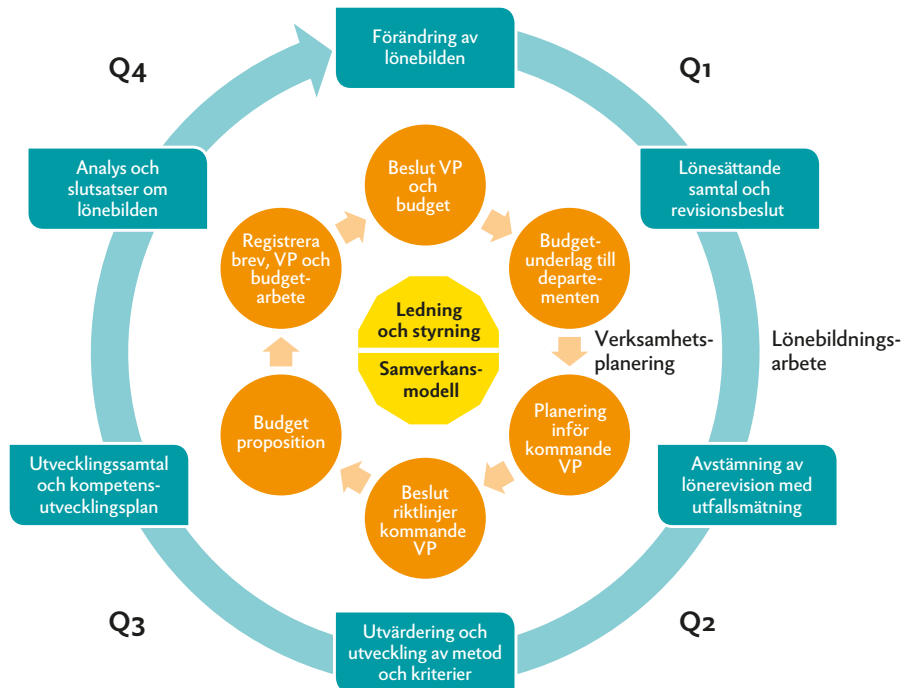 Förändring av
lönebilden
Q4
Q1
Analys och
slutsatser om
lönebilden
Beslut VP
och
budget
Lönesättande
samtal och
revisionsbeslut
Registrera
brev, VP och
budget-
arbete
Budget-
underlag till
departe-
menten
Ledning
och styrning
Samverkans-
modell
Verksamhets-
planering
Lönebildnings-
arbete
Budget
proposition
Planering
inför
kommande
VP
Utvecklingssamtal
och kompetens-
utvecklingsplan
Beslut
riktlinjer
kommande
VP
Avstämning av
lönerevision med
utfallsmätning
Q3
Q2
Utvärdering och
utveckling av metod
och kriterier